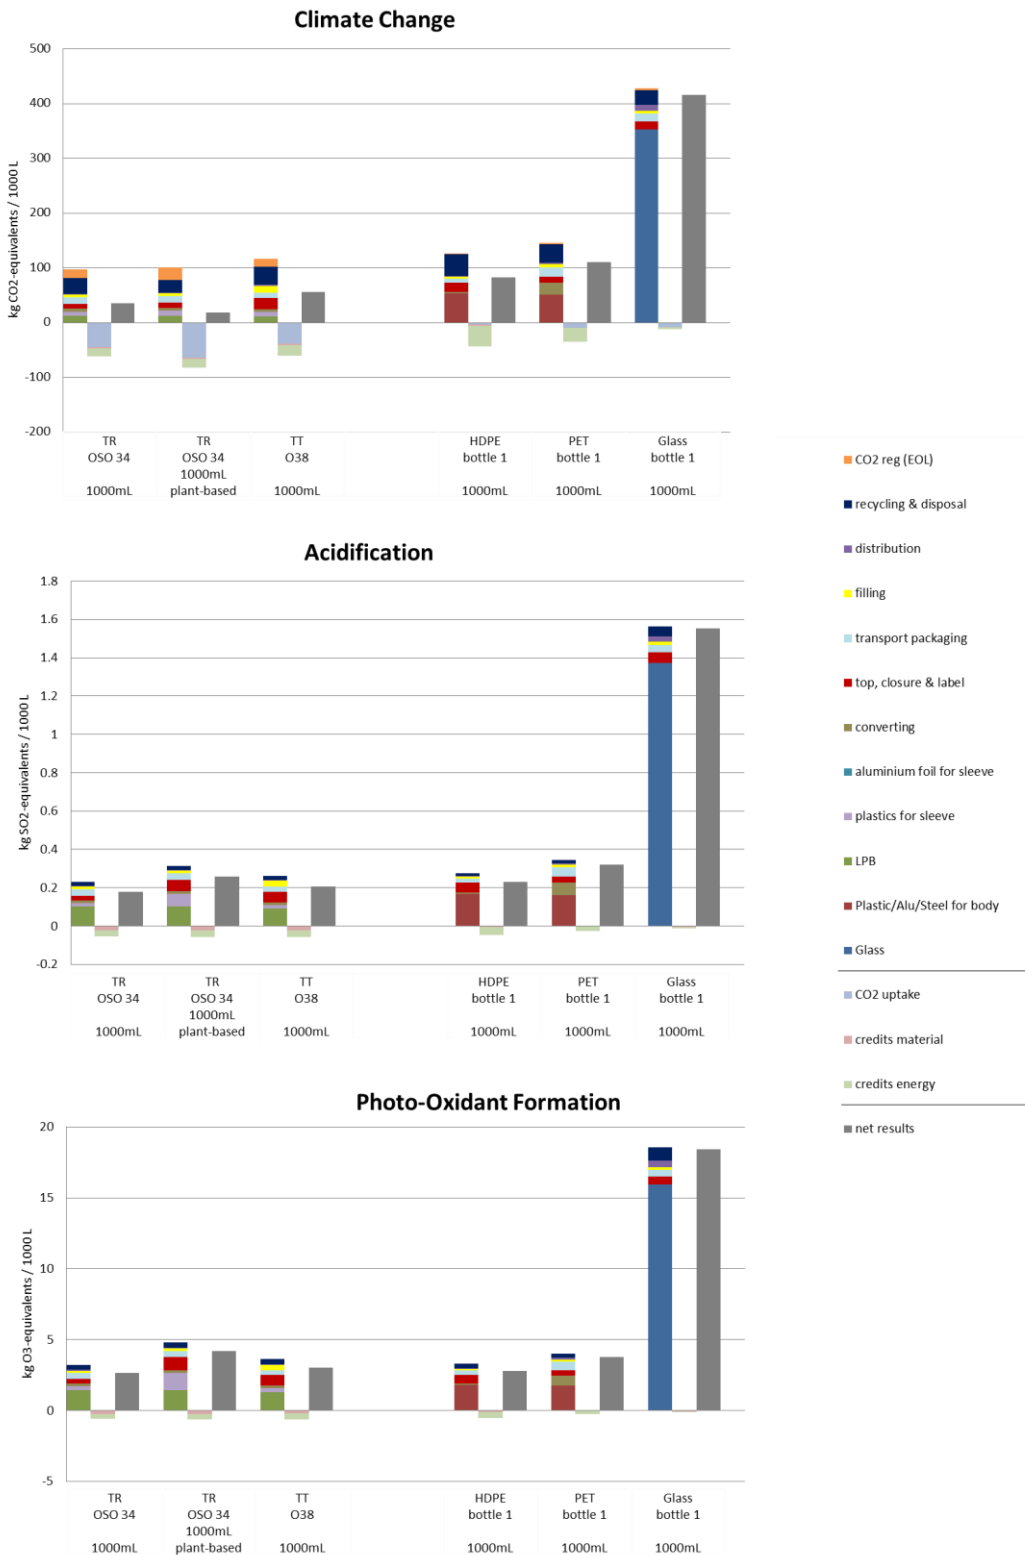 Climate Change
kg CO2-equivalents / 1000 L
500
400
300
200
100
0
-100
-200
TR
OSO 34
1000mL
TR
OSO 34
1000mL
plant-based
TT
O38
1000mL
HDPE
bottle 1
1000mL
PET
bottle 1
1000mL
Glass
bottle 1
1000mL
Acidification
kg SO2-equivalents / 1000 L
1.8
1.6
1.4
1.2
1
0.8
0.6
0.4
0.2
0
-0.2
TR
OSO 34
1000mL
TR
OSO 34
1000mL
plant-based
TT
O38
1000mL
HDPE
bottle 1
1000mL
PET
bottle 1
1000mL
Glass
bottle 1
1000mL
Photo-Oxidant Formation
kg O3-equivalents / 1000 L
20
15
10
5
0
-5
TR
OSO 34
1000mL
TR
OSO 34
1000mL
plant-based
TT
O38
1000mL
HDPE
bottle 1
1000mL
PET
bottle 1
1000mL
Glass
bottle 1
1000mL
CO2 reg (EOL)
recycling & disposal
distribution
filling
transport packaging
top, closure & label
converting
aluminium foil for sleeve
plastics for sleeve
LPB
Plastic/Alu/Steel for body
Glass
CO2 uptake
credits material
credits energy
net results